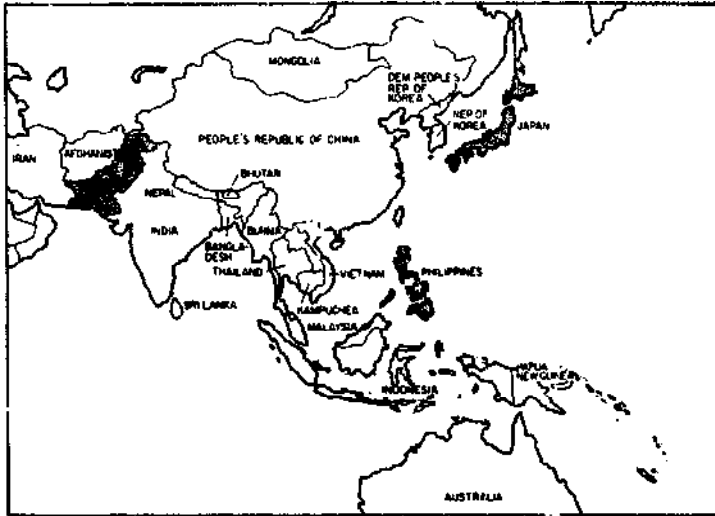 MONGOLIA
DEM PEOPLE'S
REP OF
KOREA
REP OF
KOREA
JAPAN
PEOPLE'S REPUBLIC OF CHINA
IRAN
AFGHANIST
BHUTAN
NEPAL
INDIA
BURMA
BANGLA-
DESH
THAILAND
VIETNAM
PHILIPPINES
KAMPUCHEA
SRI LANKA
MALAYSIA
INDONESIA
PAPUA
NEW GUINEA
AUSTRALIA